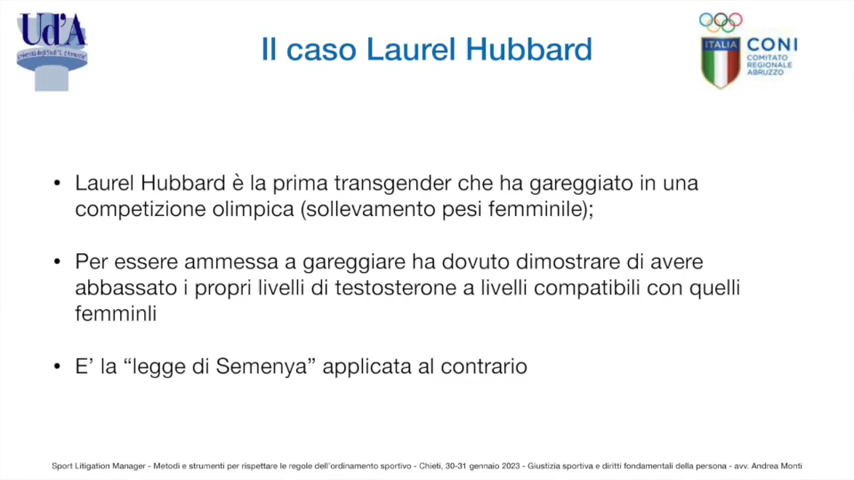 Ud'A
Il caso Laurel Hubbard
ITALIA
CONI
COMITATO
REGIONALE
ABRUZZO
• Laurel Hubbard è la prima transgender che ha gareggiato in una
competizione olimpica (sollevamento pesi femminile);
• Per essere ammessa a gareggiare ha dovuto dimostrare di avere
abbassato i propri livelli di testosterone a livelli compatibili con quelli
femminli
• E' la “legge di Semenya” applicata al contrario
Sport Litigation Manager - Metodi e strumenti per rispettare le regole dell'ordinamento sportivo - Chieti, 30-31 gennaio 2023 - Giustizia sportiva e diritti fondamentali della persona - avv. Andrea Monti